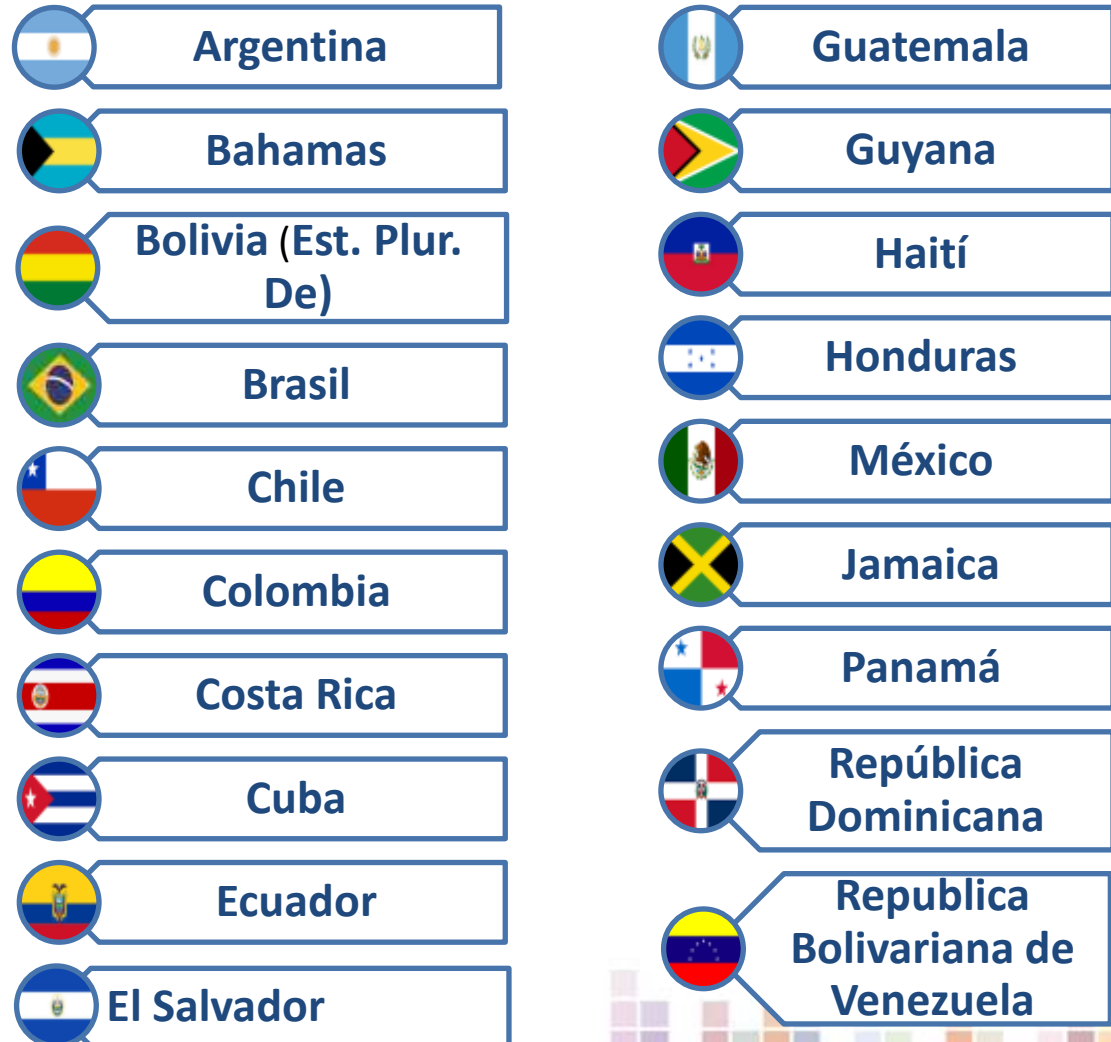 Argentina
Bahamas
Bolivia (Est. Plur.
De)
Brasil
Chile
Colombia
Costa Rica
Cuba
Ecuador
El Salvador
Guatemala
Guyana
Haití
Honduras
México
Jamaica
Panamá
República
Dominicana
Republica
Bolivariana de
Venezuela